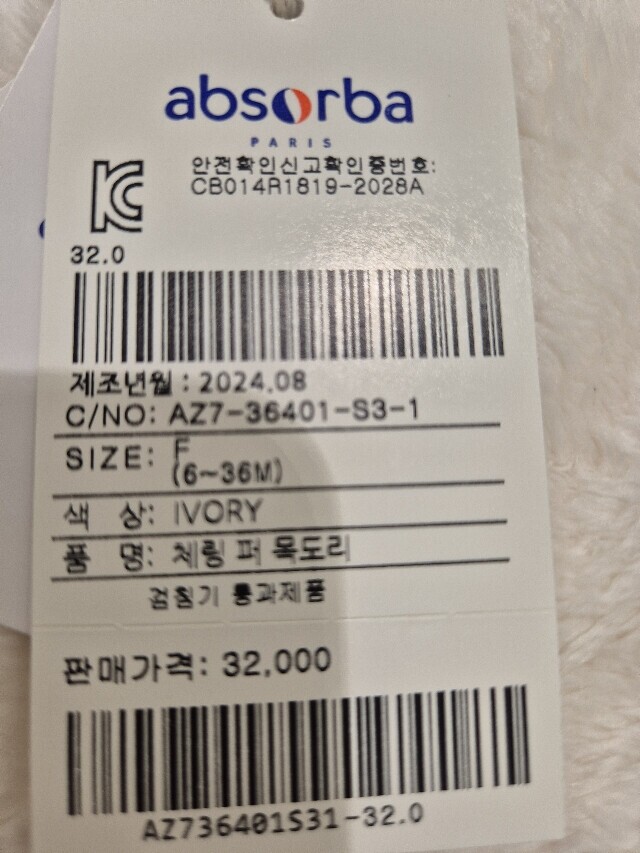 absorba
PARIS
안전확인신고확인증번호:
CB014R1819-2028A
32.0
제조년월 : 2024.08
C/NO: AZ7-36401-S3-1
SIZE: F
(6~36M)
색 상: IVORY
품 명: 체링 퍼 목도리
검침기 통과제품
판매가격: 32,000
AZ736401S31-32.0